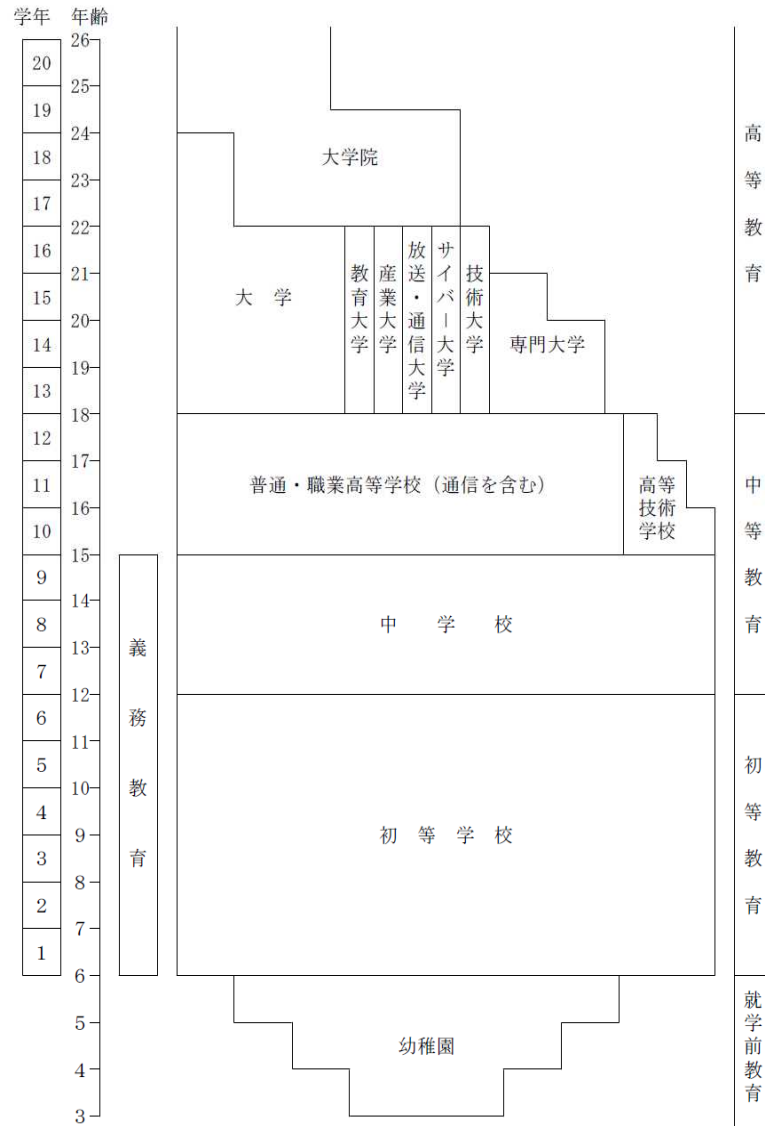 学年 年齢
26
20
25
19
24
18
23
17
22
16
21
15
20
14
19
13
18
12
17
11
16
10
15
9
14
8
13
7
12
6
11
5
10
4
9
3
8
2
7
1
6
5
4
3
義務教育
大学院
大学
教育大学
産業大学
放送・通信大学
サイバー大学
技術大学
専門大学
普通・職業高等学校（通信を含む）
高等
技術
学校
中学校
初等学校
幼稚園
高等教育
中等教育
初等教育
就学前教育